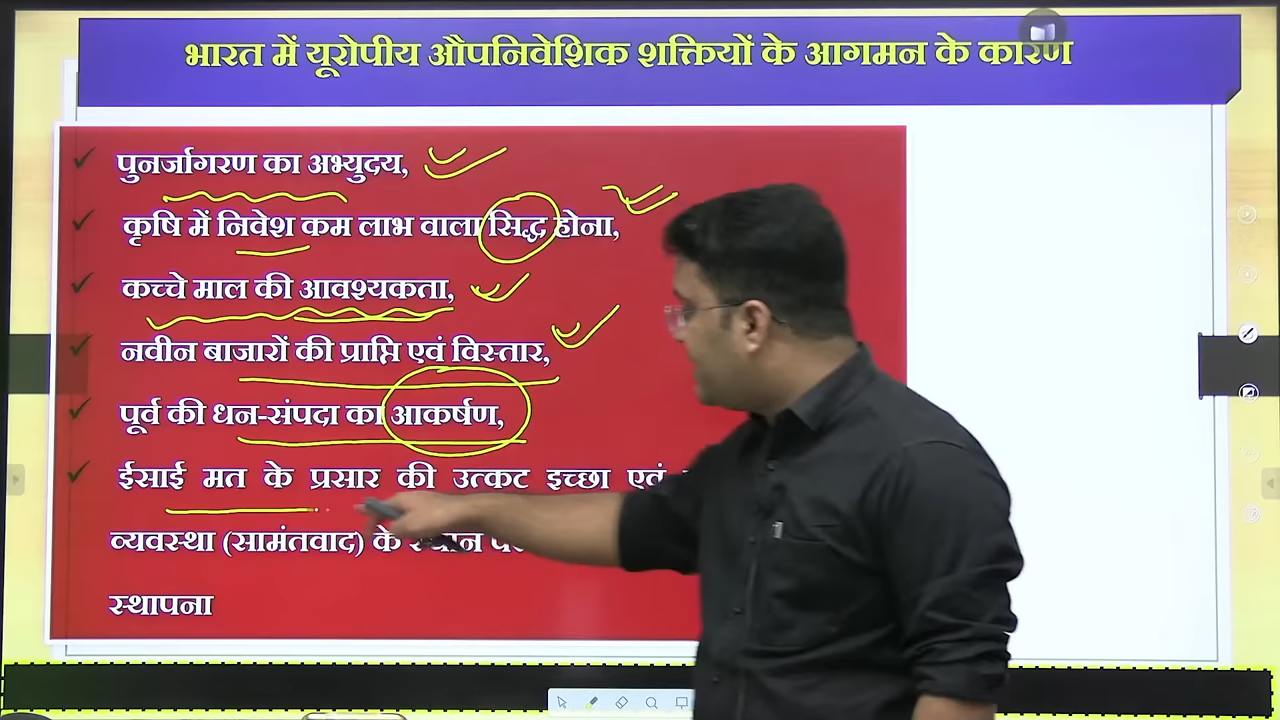 भारत में यूरोपीय औपनिवेशिक शक्तियों के आगमन के कारण
पुनर्जागरण का अभ्युदय,
कृषि में निवेश कम लाभ वाला सिद्ध होना,
कच्चे माल की आवश्यकता,
नवीन बाजारों की प्राप्ति एवं विस्तार,
पूर्व की धन-संपदा का आकर्षण,
ईसाई मत के प्रसार की उत्कट इच्छा एवं
व्यवस्था (सामंतवाद) के स्थान
स्थापना